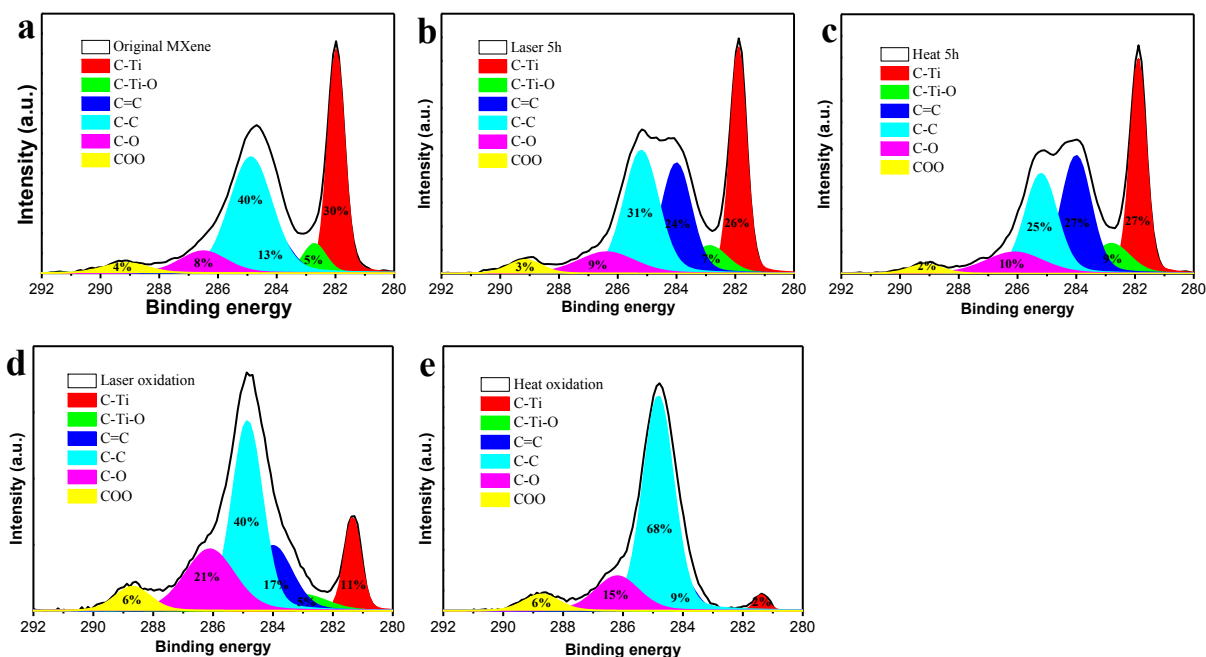 a
Original MXene
C-Ti
C-Ti-O
C=C
C-C
C-O
COO
4%
8%
40%
13%
5%
30%
292 290 288 286 284 282 280
Binding energy
Intensity (a.u.)
b
Laser 5h
C-Ti
C-Ti-O
C=C
C-C
C-O
COO
3%
9%
31%
24%
7%
26%
292 290 288 286 284 282 280
Binding energy
Intensity (a.u.)
c
Heat 5h
C-Ti
C-Ti-O
C=C
C-C
C-O
COO
2%
10%
25%
27%
9%
27%
292 290 288 286 284 282 280
Binding energy
Intensity (a.u.)
d
Laser oxidation
C-Ti
C-Ti-O
C=C
C-C
C-O
COO
6%
21%
40%
17%
5%
11%
292 290 288 286 284 282 280
Binding energy
Intensity (a.u.)
e
Heat oxidation
C-Ti
C-Ti-O
C=C
C-C
C-O
COO
6%
15%
68%
9%
292 290 288 286 284 282 280
Binding energy
Intensity (a.u.)